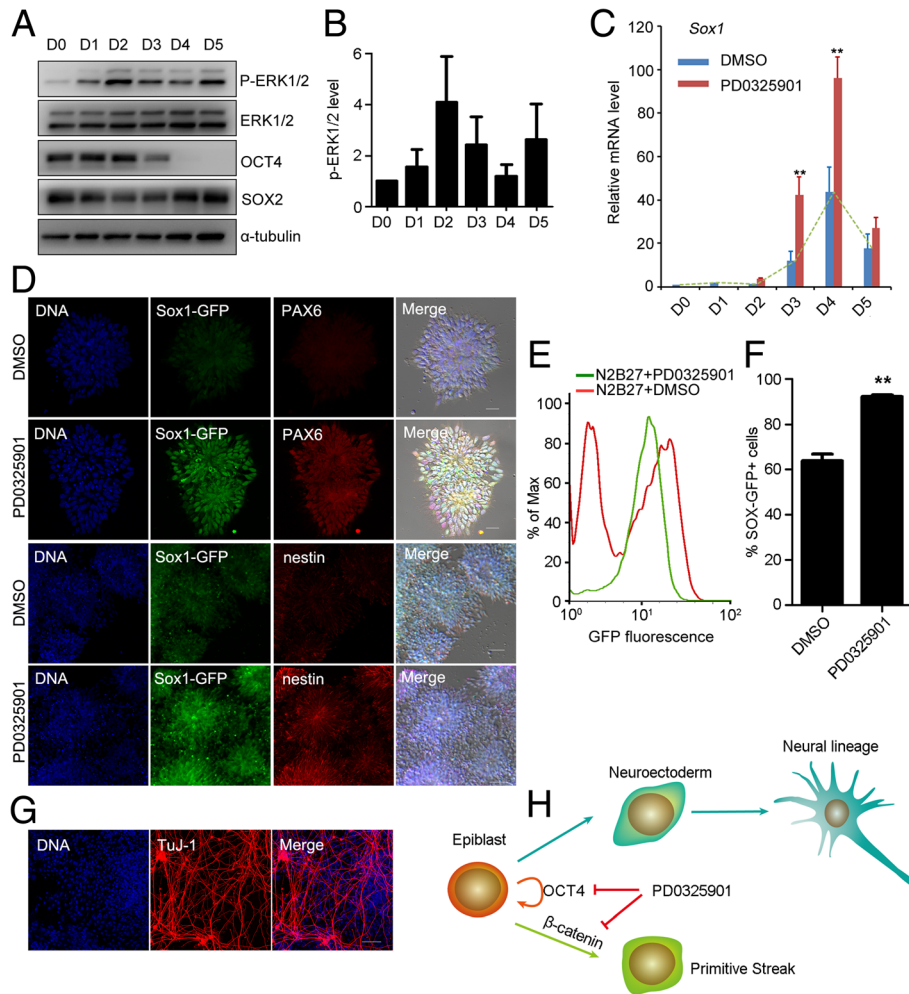 A
D0 D1 D2 D3 D4 D5
P-ERK1/2
ERK1/2
OCT4
SOX2
α-tubulin
B
p-ERK1/2 level
6
4
2
0
D0 D1 D2 D3 D4 D5
C
Sox1
DMSO
PD0325901
Relative mRNA level
120
100
80
60
40
20
0
**
**
D0 D1 D2 D3 D4 D5
D
DMSO
DNA Sox1-GFP PAX6 Merge
PD0325901
DNA Sox1-GFP PAX6 Merge
DMSO
DNA Sox1-GFP nestin Merge
PD0325901
DNA Sox1-GFP nestin Merge
E
N2B27+PD0325901
N2B27+DMSO
% of Max
100
80
60
40
20
0
10⁰ 10¹ 10²
GFP fluorescence
F
% SOX-GFP+ cells
100
80
60
40
20
0
**
DMSO PD0325901
G
DNA TuJ-1 Merge
H
Neural lineage
Neuroectoderm
Epiblast
OCT4 PD0325901
β-catenin
Primitive Streak